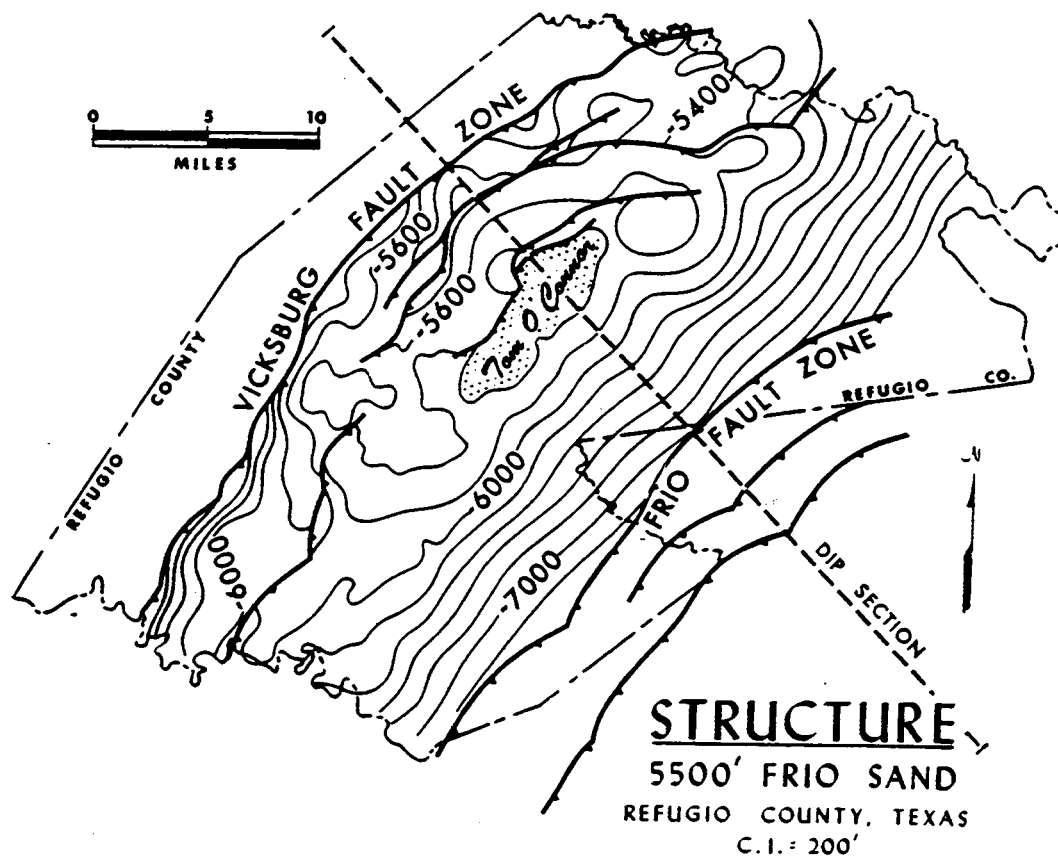 0 5 10
MILES
VICKSBURG FAULT ZONE
-5400
-5600
-5600
Tom O Connor
REFUGIO COUNTY
-6000
-6000
-7000
FRIO FAULT ZONE
REFUGIO CO.
N
DIP SECTION
STRUCTURE
5500' FRIO SAND
REFUGIO COUNTY, TEXAS
C.I.= 200'